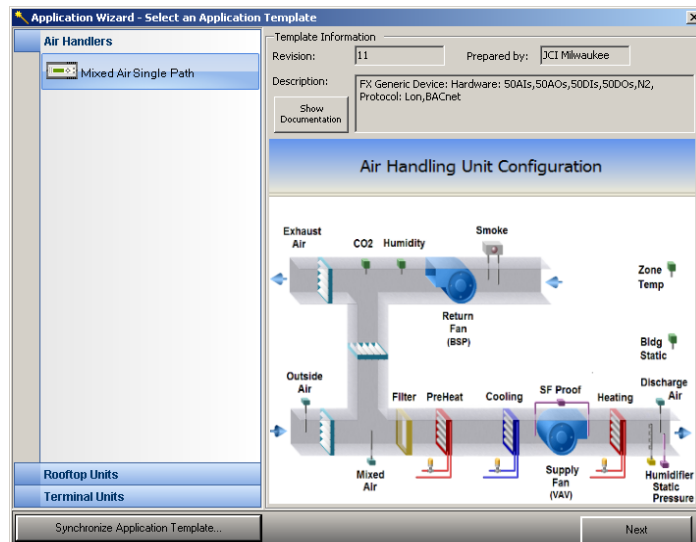 Application Wizard - Select an Application Template
Air Handlers
Mixed Air Single Path
Rooftop Units
Terminal Units
Template Information
Revision: 11 Prepared by: JCI Milwaukee
Description: FX Generic Device: Hardware: 50AIs,50AOs,50DIs,50DOs,N2,
Protocol: Lon,BACnet
Show
Documentation
Air Handling Unit Configuration
Exhaust
Air
CO2
Humidity
Smoke
Zone
Temp
Return
Fan
(BSP)
Bldg
Static
Outside
Air
Filter
PreHeat
Cooling
SF Proof
Heating
Discharge
Air
Mixed
Air
Supply
Fan
(VAV)
Humidifier
Static
Pressure
Synchronize Application Template...
Next